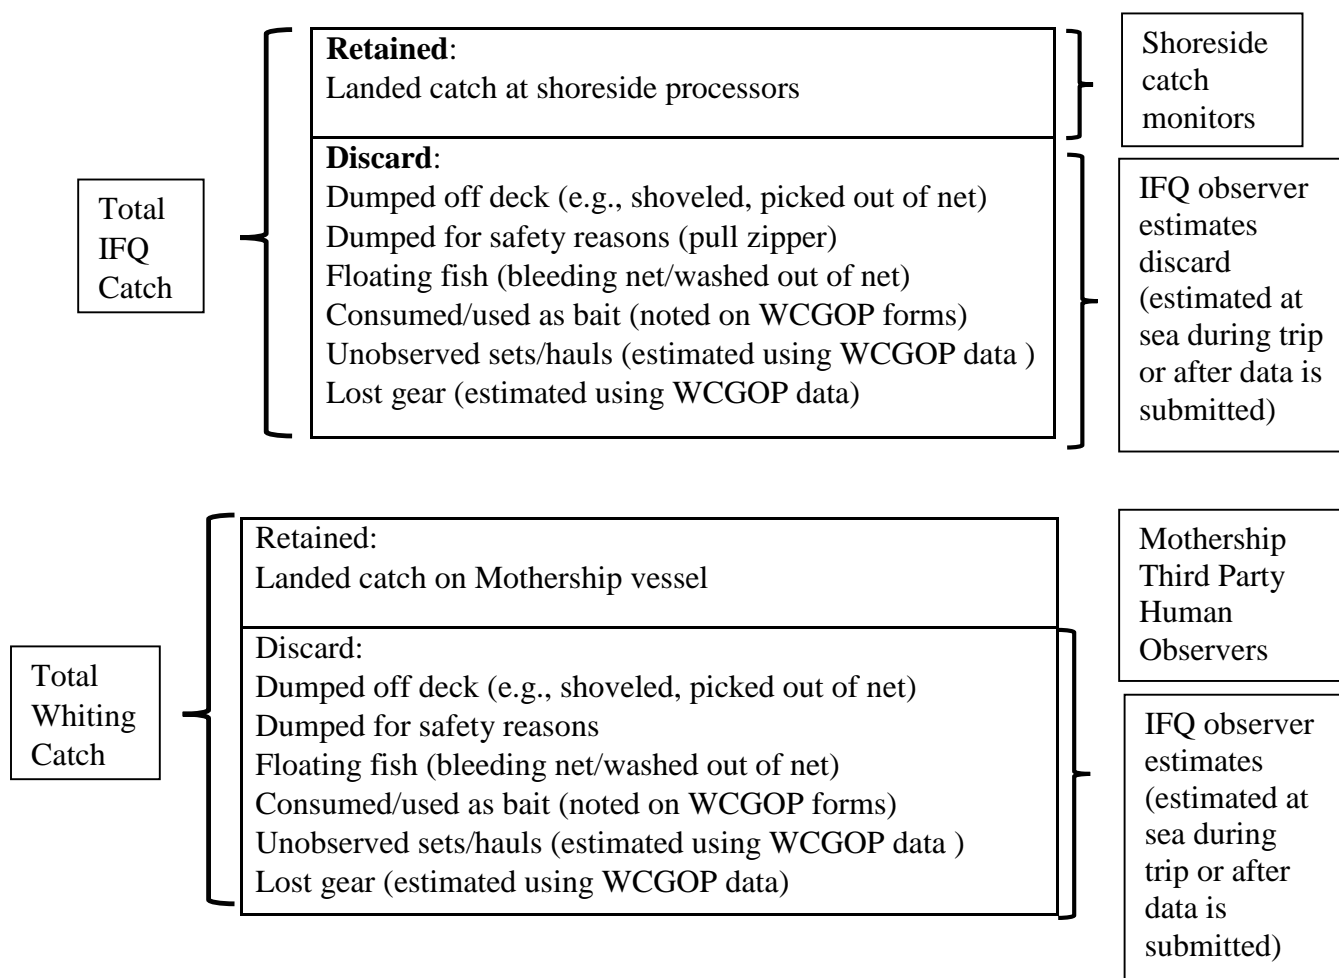 Total
IFQ
Catch
Retained:
Landed catch at shoreside processors
Discard:
Dumped off deck (e.g., shoveled, picked out of net)
Dumped for safety reasons (pull zipper)
Floating fish (bleeding net/washed out of net)
Consumed/used as bait (noted on WCGOP forms)
Unobserved sets/hauls (estimated using WCGOP data )
Lost gear (estimated using WCGOP data)
Shoreside
catch
monitors
IFQ observer
estimates
discard
(estimated at
sea during trip
or after data is
submitted)
Total
Whiting
Catch
Retained:
Landed catch on Mothership vessel
Discard:
Dumped off deck (e.g., shoveled, picked out of net)
Dumped for safety reasons
Floating fish (bleeding net/washed out of net)
Consumed/used as bait (noted on WCGOP forms)
Unobserved sets/hauls (estimated using WCGOP data )
Lost gear (estimated using WCGOP data)
Mothership
Third Party
Human
Observers
IFQ observer
estimates
(estimated at
sea during
trip or after
data is
submitted)